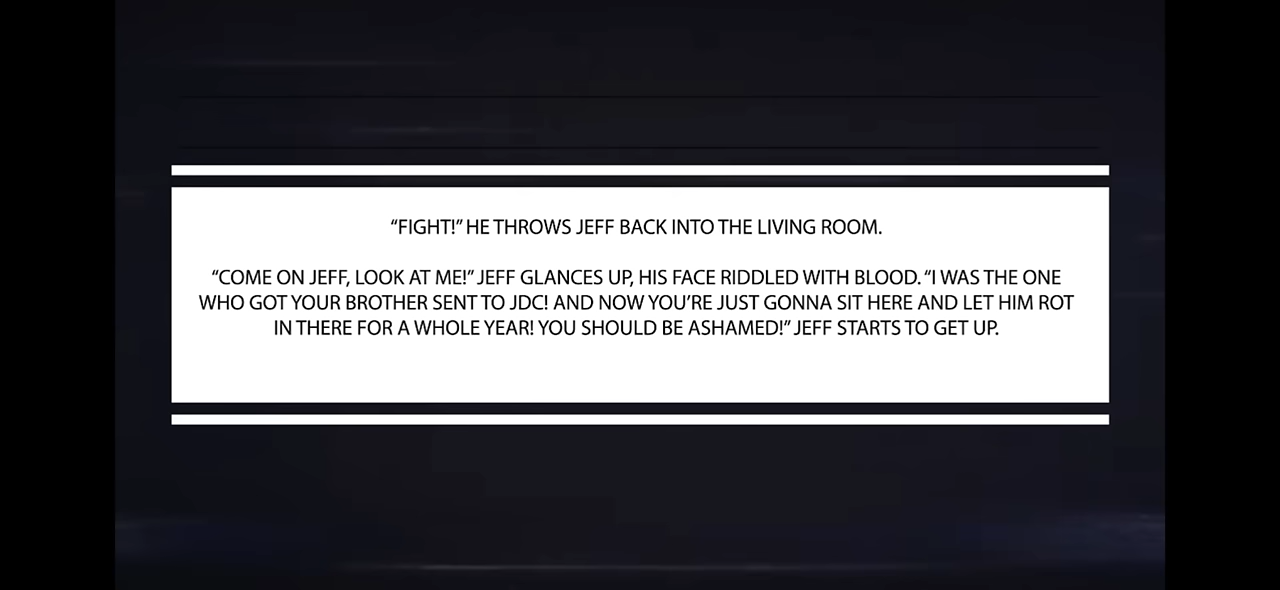 “FIGHT!” HE THROWS JEFF BACK INTO THE LIVING ROOM.
“COME ON JEFF, LOOK AT ME!” JEFF GLANCES UP, HIS FACE RIDDLED WITH BLOOD. “I WAS THE ONE
WHO GOT YOUR BROTHER SENT TO JDC! AND NOW YOU’RE JUST GONNA SIT HERE AND LET HIM ROT
IN THERE FOR A WHOLE YEAR! YOU SHOULD BE ASHAMED!” JEFF STARTS TO GET UP.